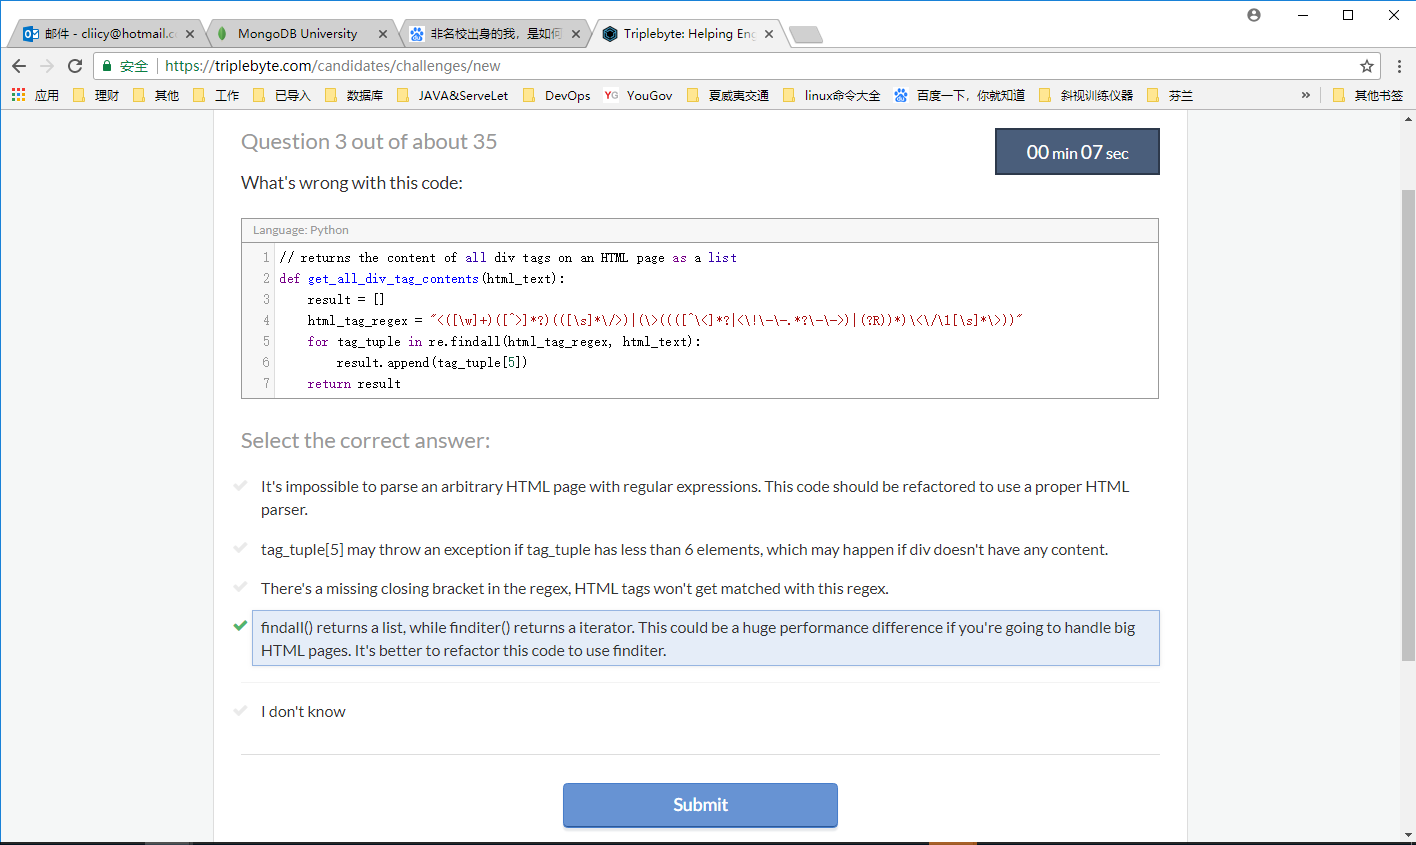 邮件 - cliicy@hotmail.c
MongoDB University
非名校出身的我，是如何
Triplebyte: Helping Eng
安全 https://triplebyte.com/candidates/challenges/new
应用 理财 其他 工作 已导入 数据库 JAVA&ServeLet DevOps YG YouGov 夏威夷交通 linux命令大全 百度一下，你就知道 斜视训练仪器 芬兰 » 其他书签
Question 3 out of about 35
00 min 07 sec
What's wrong with this code:
Language: Python
1 // returns the content of all div tags on an HTML page as a list
2 def get_all_div_tag_contents(html_text):
3 result = []
4 html_tag_regex = "<([\w]+)([^>]*?)(([\s]*\/>)|(\>((([^\<]*?|<\!\-\-.*?\-\->)|(?R))*)\<\/\1[\s]*\>))"
5 for tag_tuple in re.findall(html_tag_regex, html_text):
6 result.append(tag_tuple[5])
7 return result
Select the correct answer:
It's impossible to parse an arbitrary HTML page with regular expressions. This code should be refactored to use a proper HTML
parser.
tag_tuple[5] may throw an exception if tag_tuple has less than 6 elements, which may happen if div doesn't have any content.
There's a missing closing bracket in the regex, HTML tags won't get matched with this regex.
findall() returns a list, while finditer() returns a iterator. This could be a huge performance difference if you're going to handle big
HTML pages. It's better to refactor this code to use finditer.
I don't know
Submit